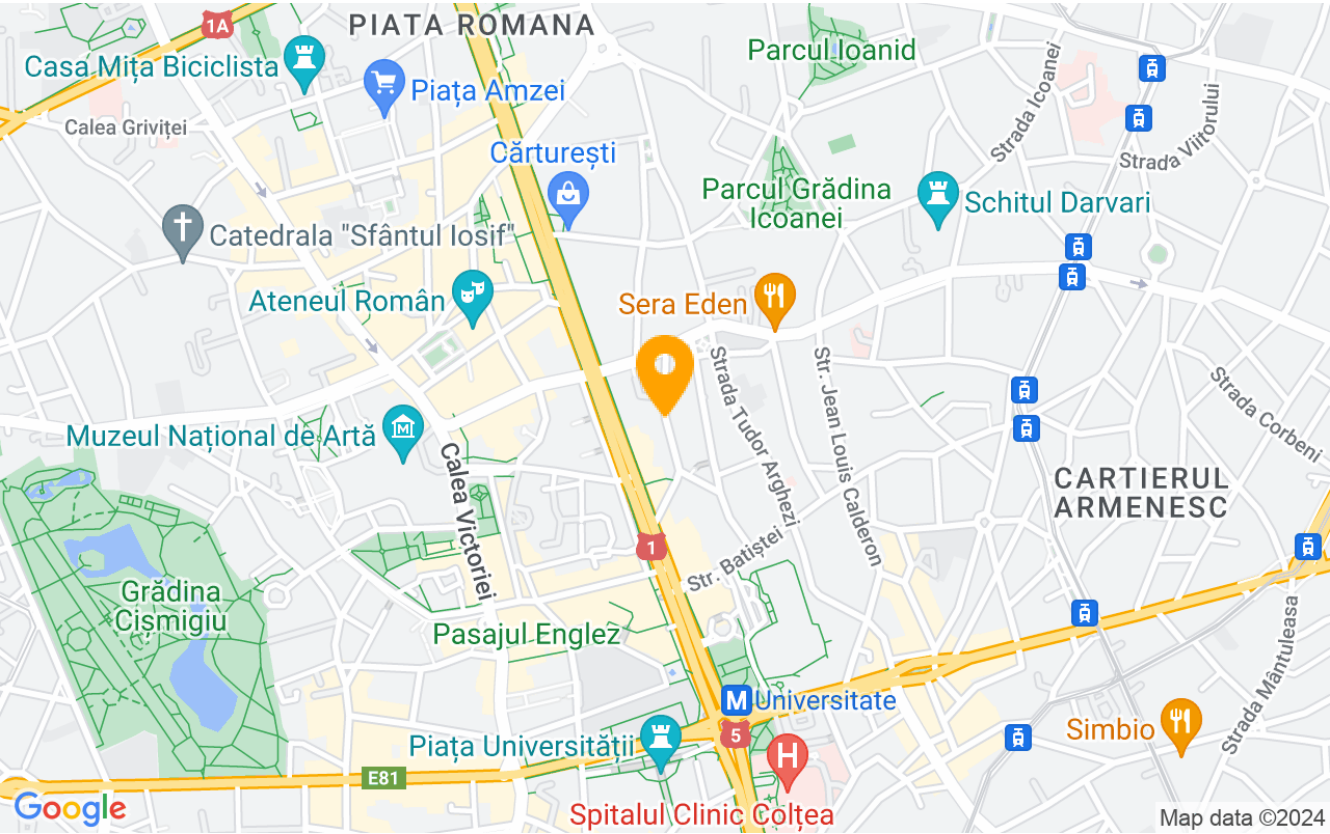 1A
PIATA ROMANA
Parcul Ioanid
Casa Mița Biciclista
Piața Amzei
Strada Icoanei
Calea Griviței
Strada Viitorului
Cărturești
Parcul Grădina
Icoanei
Schitul Darvari
Catedrala "Sfântul Iosif"
Ateneul Român
Sera Eden
Strada Tudor Arghezi
Str. Jean Louis Calderon
Strada Corbeni
Muzeul Național de Artă
M
Calea Victoriei
CARTIERUL
ARMENESC
1
Str. Batiștei
Grădina
Cișmigiu
Pasajul Englez
Strada Mântuleasa
M
Universitate
5
Piața Universității
Simbio
H
E81
Spitalul Clinic Colțea
Google
Map data ©2024